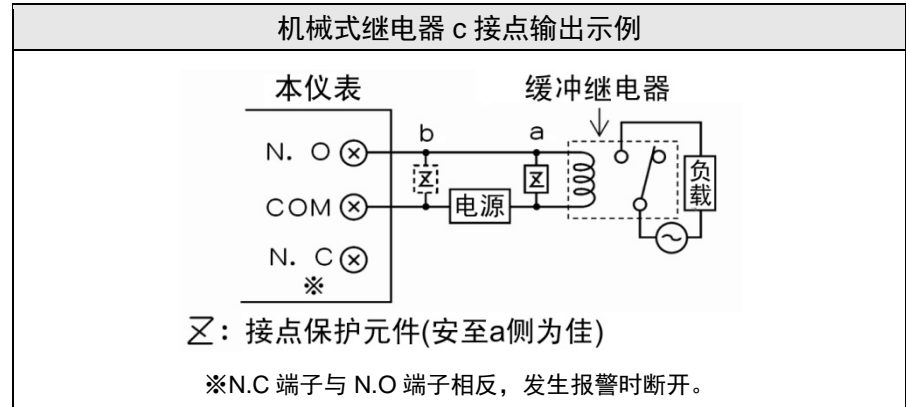 机械式继电器 c 接点输出示例
本仪表
缓冲继电器
N. O
b
a
COM
电源
负载
N. C
※
Z: 接点保护元件(安至a侧为佳)
※N.C 端子与 N.O 端子相反，发生报警时断开。